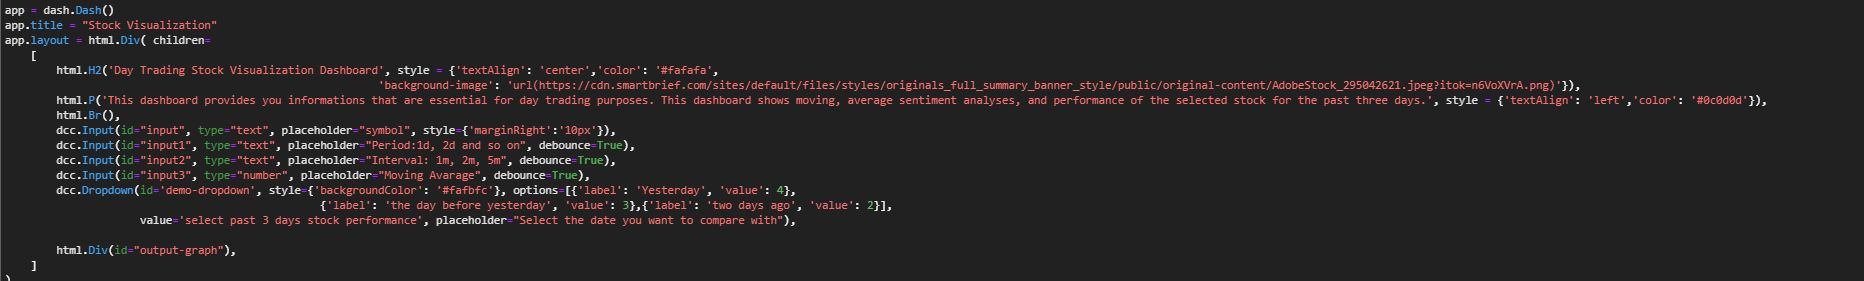 app = dash.Dash()
app.title = "Stock Visualization"
app.layout = html.Div( children=
    [
        html.H2('Day Trading Stock Visualization Dashboard', style = {'textAlign': 'center','color': '#fafafa',
                                                         'background-image': 'url(https://cdn.smartbrief.com/sites/default/files/styles/originals_full_summary_banner_style/public/original-content/AdobeStock_295042621.jpeg?itok=n6VoXVrA.png)'}),
        html.P('This dashboard provides you informations that are essential for day trading purposes. This dashboard shows moving, average sentiment analyses, and performance of the selected stock for the past three days.', style = {'textAlign': 'left','color': '#0c0d0d'}),
        html.Br(),
        dcc.Input(id="input", type="text", placeholder="symbol", style={'marginRight':'10px'}),
        dcc.Input(id="input1", type="text", placeholder="Period:1d, 2d and so on", debounce=True),
        dcc.Input(id="input2", type="text", placeholder="Interval: 1m, 2m, 5m", debounce=True),
        dcc.Input(id="input3", type="number", placeholder="Moving Avarage", debounce=True),
        dcc.Dropdown(id='demo-dropdown', style={'backgroundColor': '#fafbfc'}, options=[{'label': 'Yesterday', 'value': 4},
                                                {'label': 'the day before yesterday', 'value': 3},{'label': 'two days ago', 'value': 2}],
                     value='select past 3 days stock performance', placeholder="Select the date you want to compare with"),
        html.Div(id="output-graph"),
    ]
)